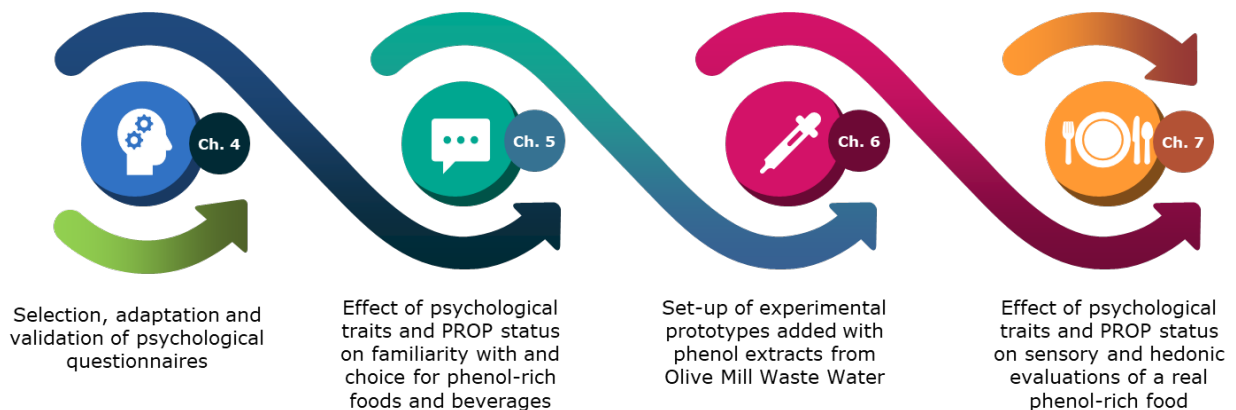 Ch. 4
Ch. 5
Ch. 6
Ch. 7
Selection, adaptation and
validation of psychological
questionnaires
Effect of psychological
traits and PROP status
on familiarity with and
choice for phenol-rich
foods and beverages
Set-up of experimental
prototypes added with
phenol extracts from
Olive Mill Waste Water
Effect of psychological
traits and PROP status
on sensory and hedonic
evaluations of a real
phenol-rich food